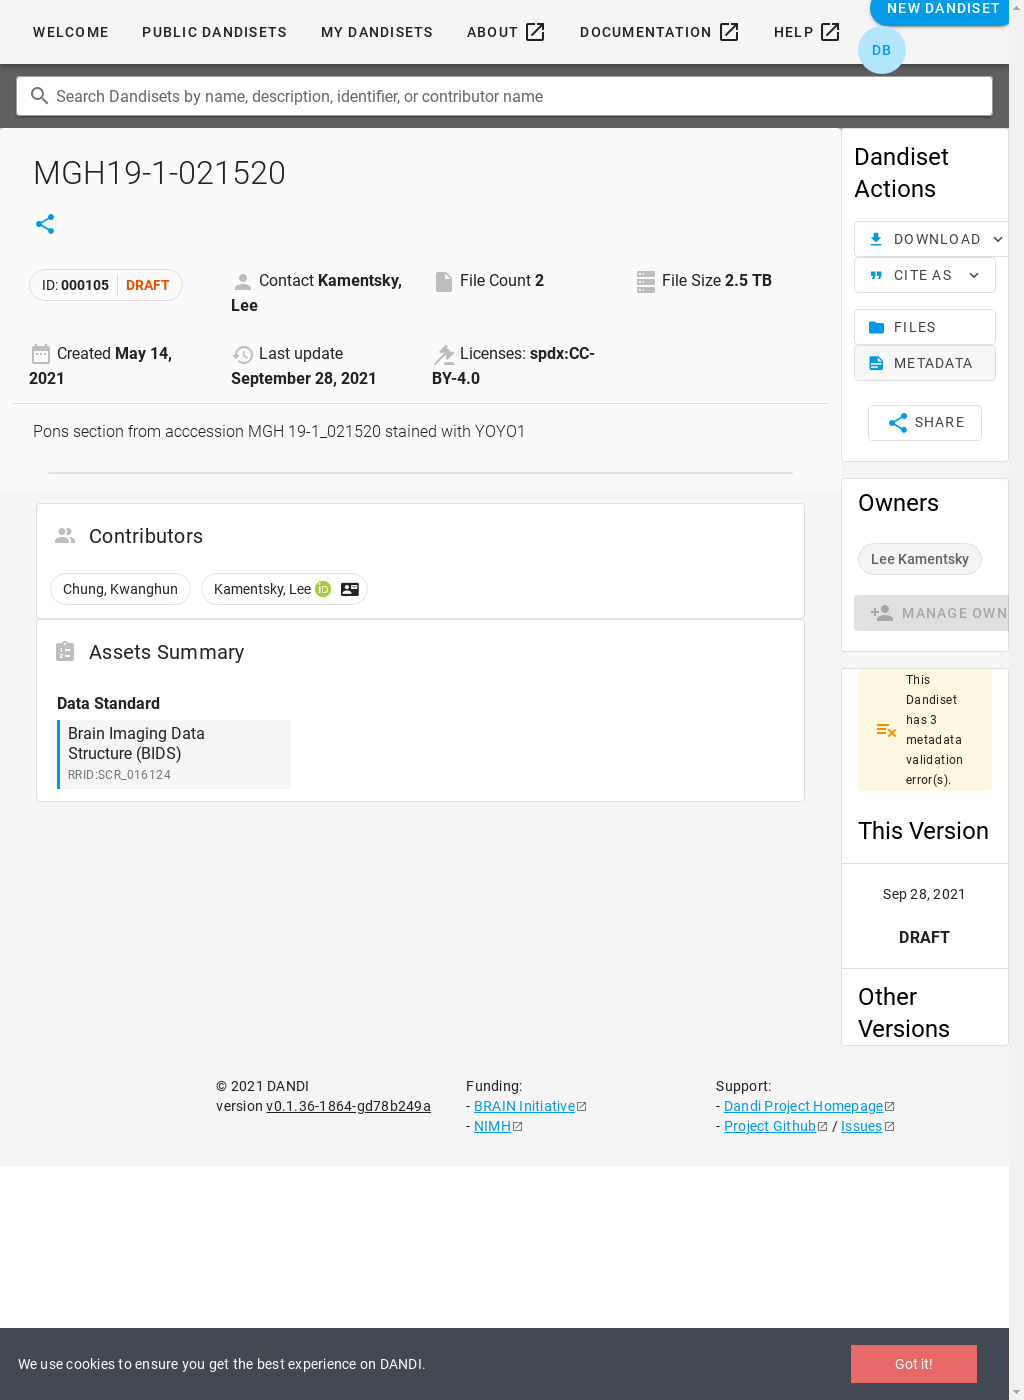 WELCOME
PUBLIC DANDISETS
MY DANDISETS
ABOUT
DOCUMENTATION
HELP
NEW DANDISET
DB
Search Dandisets by name, description, identifier, or contributor name
MGH19-1-021520
ID: 000105
DRAFT
Contact Kamentsky,
Lee
File Count 2
File Size 2.5 TB
Created May 14,
2021
Last update
September 28, 2021
Licenses: spdx:CC-
BY-4.0
Pons section from acccession MGH 19-1_021520 stained with YOYO1
Contributors
Chung, Kwanghun
Kamentsky, Lee
iD
Assets Summary
Data Standard
Brain Imaging Data
Structure (BIDS)
RRID:SCR_016124
Dandiset
Actions
DOWNLOAD
CITE AS
FILES
METADATA
SHARE
Owners
Lee Kamentsky
MANAGE OWN
This
Dandiset
has 3
metadata
validation
error(s).
This Version
Sep 28, 2021
DRAFT
Other
Versions
© 2021 DANDI
version v0.1.36-1864-gd78b249a
Funding:
- BRAIN Initiative
- NIMH
Support:
- Dandi Project Homepage
- Project Github / Issues
We use cookies to ensure you get the best experience on DANDI.
Got it!